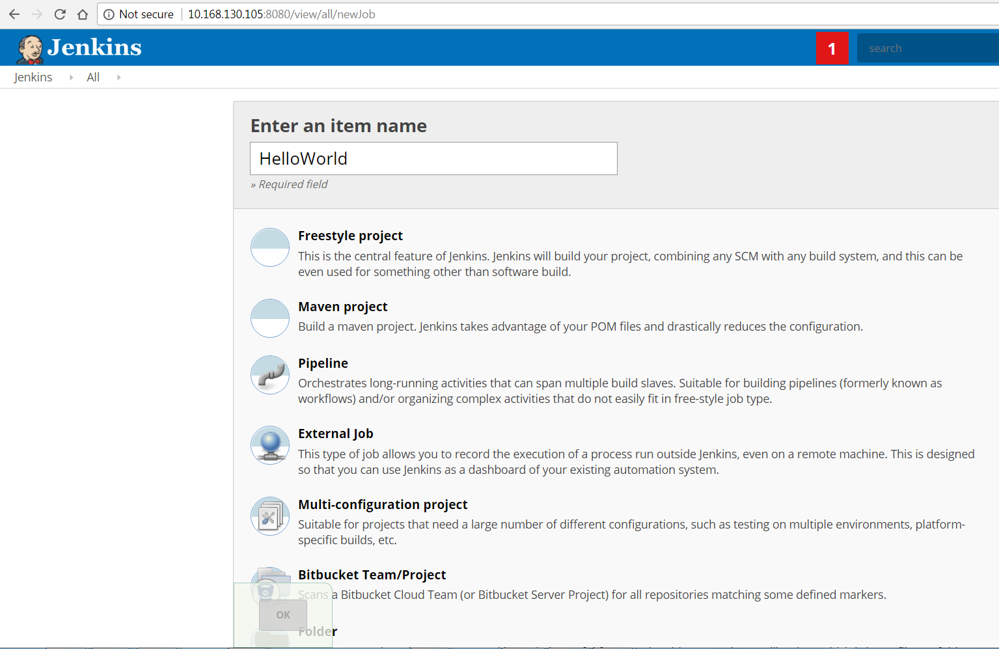 Not secure
10.168.130.105:8080/view/all/newJob
Jenkins
1
search
Jenkins
All
Enter an item name
HelloWorld
» Required field
Freestyle project
This is the central feature of Jenkins. Jenkins will build your project, combining any SCM with any build system, and this can be
even used for something other than software build.
Maven project
Build a maven project. Jenkins takes advantage of your POM files and drastically reduces the configuration.
Pipeline
Orchestrates long-running activities that can span multiple build slaves. Suitable for building pipelines (formerly known as
workflows) and/or organizing complex activities that do not easily fit in free-style job type.
External Job
This type of job allows you to record the execution of a process run outside Jenkins, even on a remote machine. This is designed
so that you can use Jenkins as a dashboard of your existing automation system.
Multi-configuration project
Suitable for projects that need a large number of different configurations, such as testing on multiple environments, platform-
specific builds, etc.
Bitbucket Team/Project
Scans a Bitbucket Cloud Team (or Bitbucket Server Project) for all repositories matching some defined markers.
OK
Folder